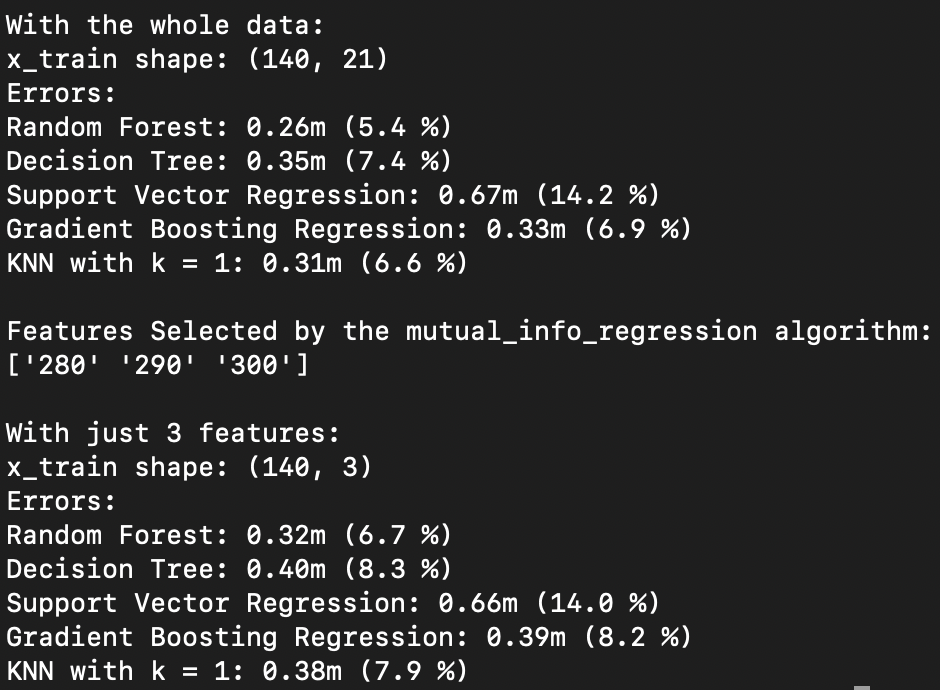 With the whole data:
x_train shape: (140, 21)
Errors:
Random Forest: 0.26m (5.4 %)
Decision Tree: 0.35m (7.4 %)
Support Vector Regression: 0.67m (14.2 %)
Gradient Boosting Regression: 0.33m (6.9 %)
KNN with k = 1: 0.31m (6.6 %)

Features Selected by the mutual_info_regression algorithm:
['280' '290' '300']

With just 3 features:
x_train shape: (140, 3)
Errors:
Random Forest: 0.32m (6.7 %)
Decision Tree: 0.40m (8.3 %)
Support Vector Regression: 0.66m (14.0 %)
Gradient Boosting Regression: 0.39m (8.2 %)
KNN with k = 1: 0.38m (7.9 %)